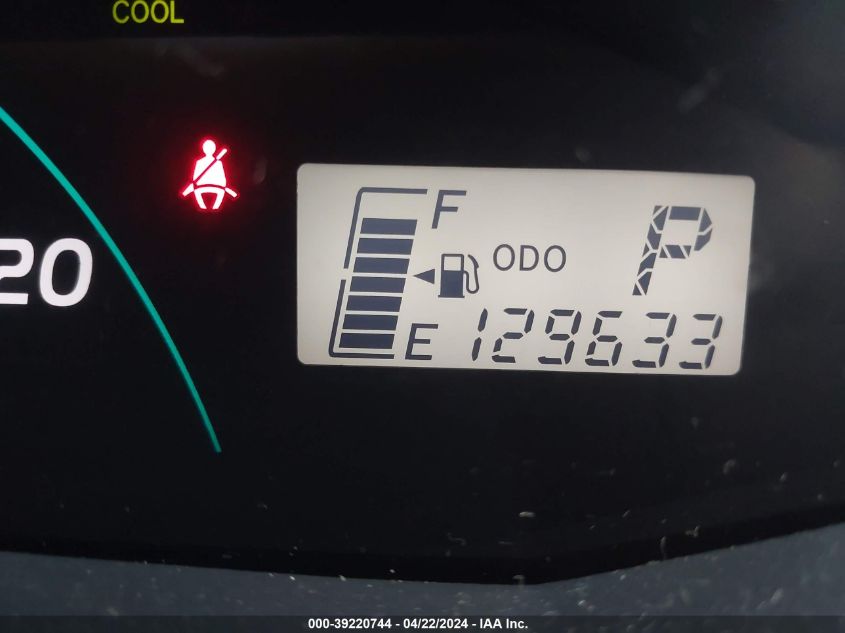 COOL
20
F
P
ODO
E 129633
000-39220744 - 04/22/2024 - IAA Inc.